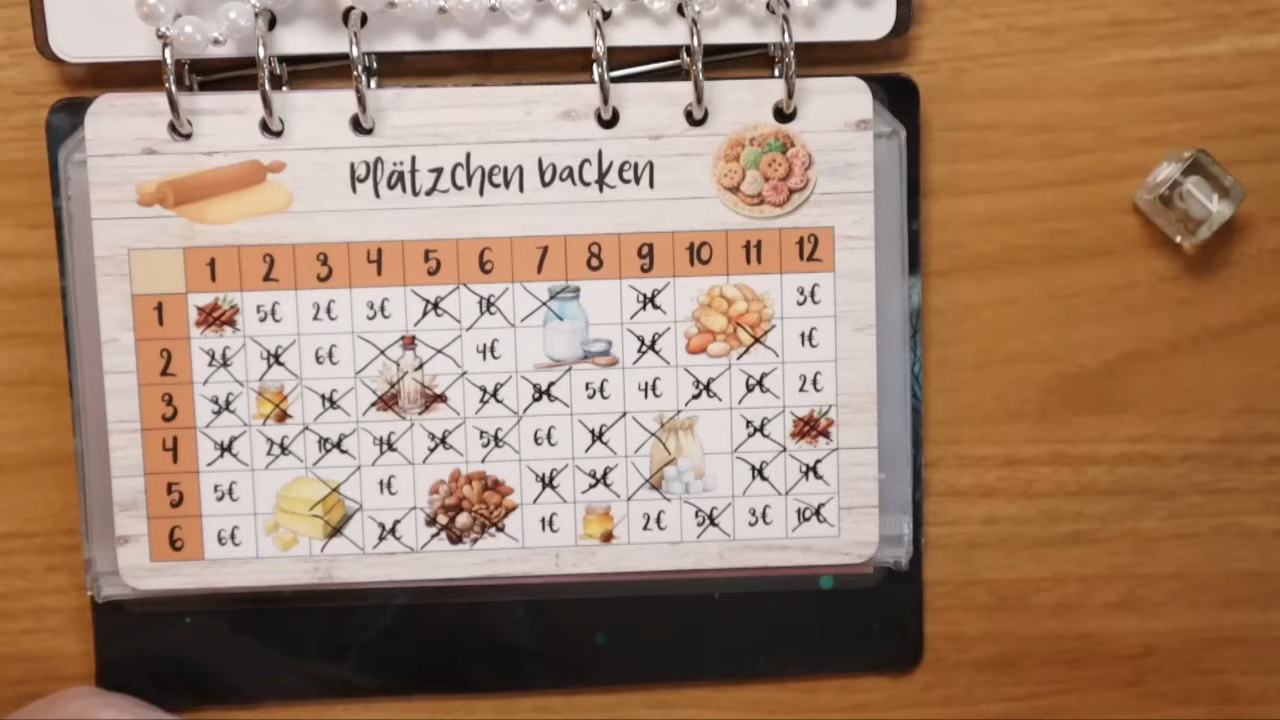 Plätzchen backen
1 2 3 4 5 6 7 8 9 10 11 12
1 5€ 2€ 3€ 7€ 1€ 4€ 3€
2 2€ 4€ 6€ 4€ 2€ 1€
3 3€ 1€ 2€ 8€ 5€ 4€ 3€ 6€ 2€
4 4€ 2€ 10€ 4€ 3€ 5€ 6€ 1€ 5€
5 5€ 1€ 4€ 3€ 1€ 4€
6 6€ 2€ 1€ 2€ 5€ 3€ 10€